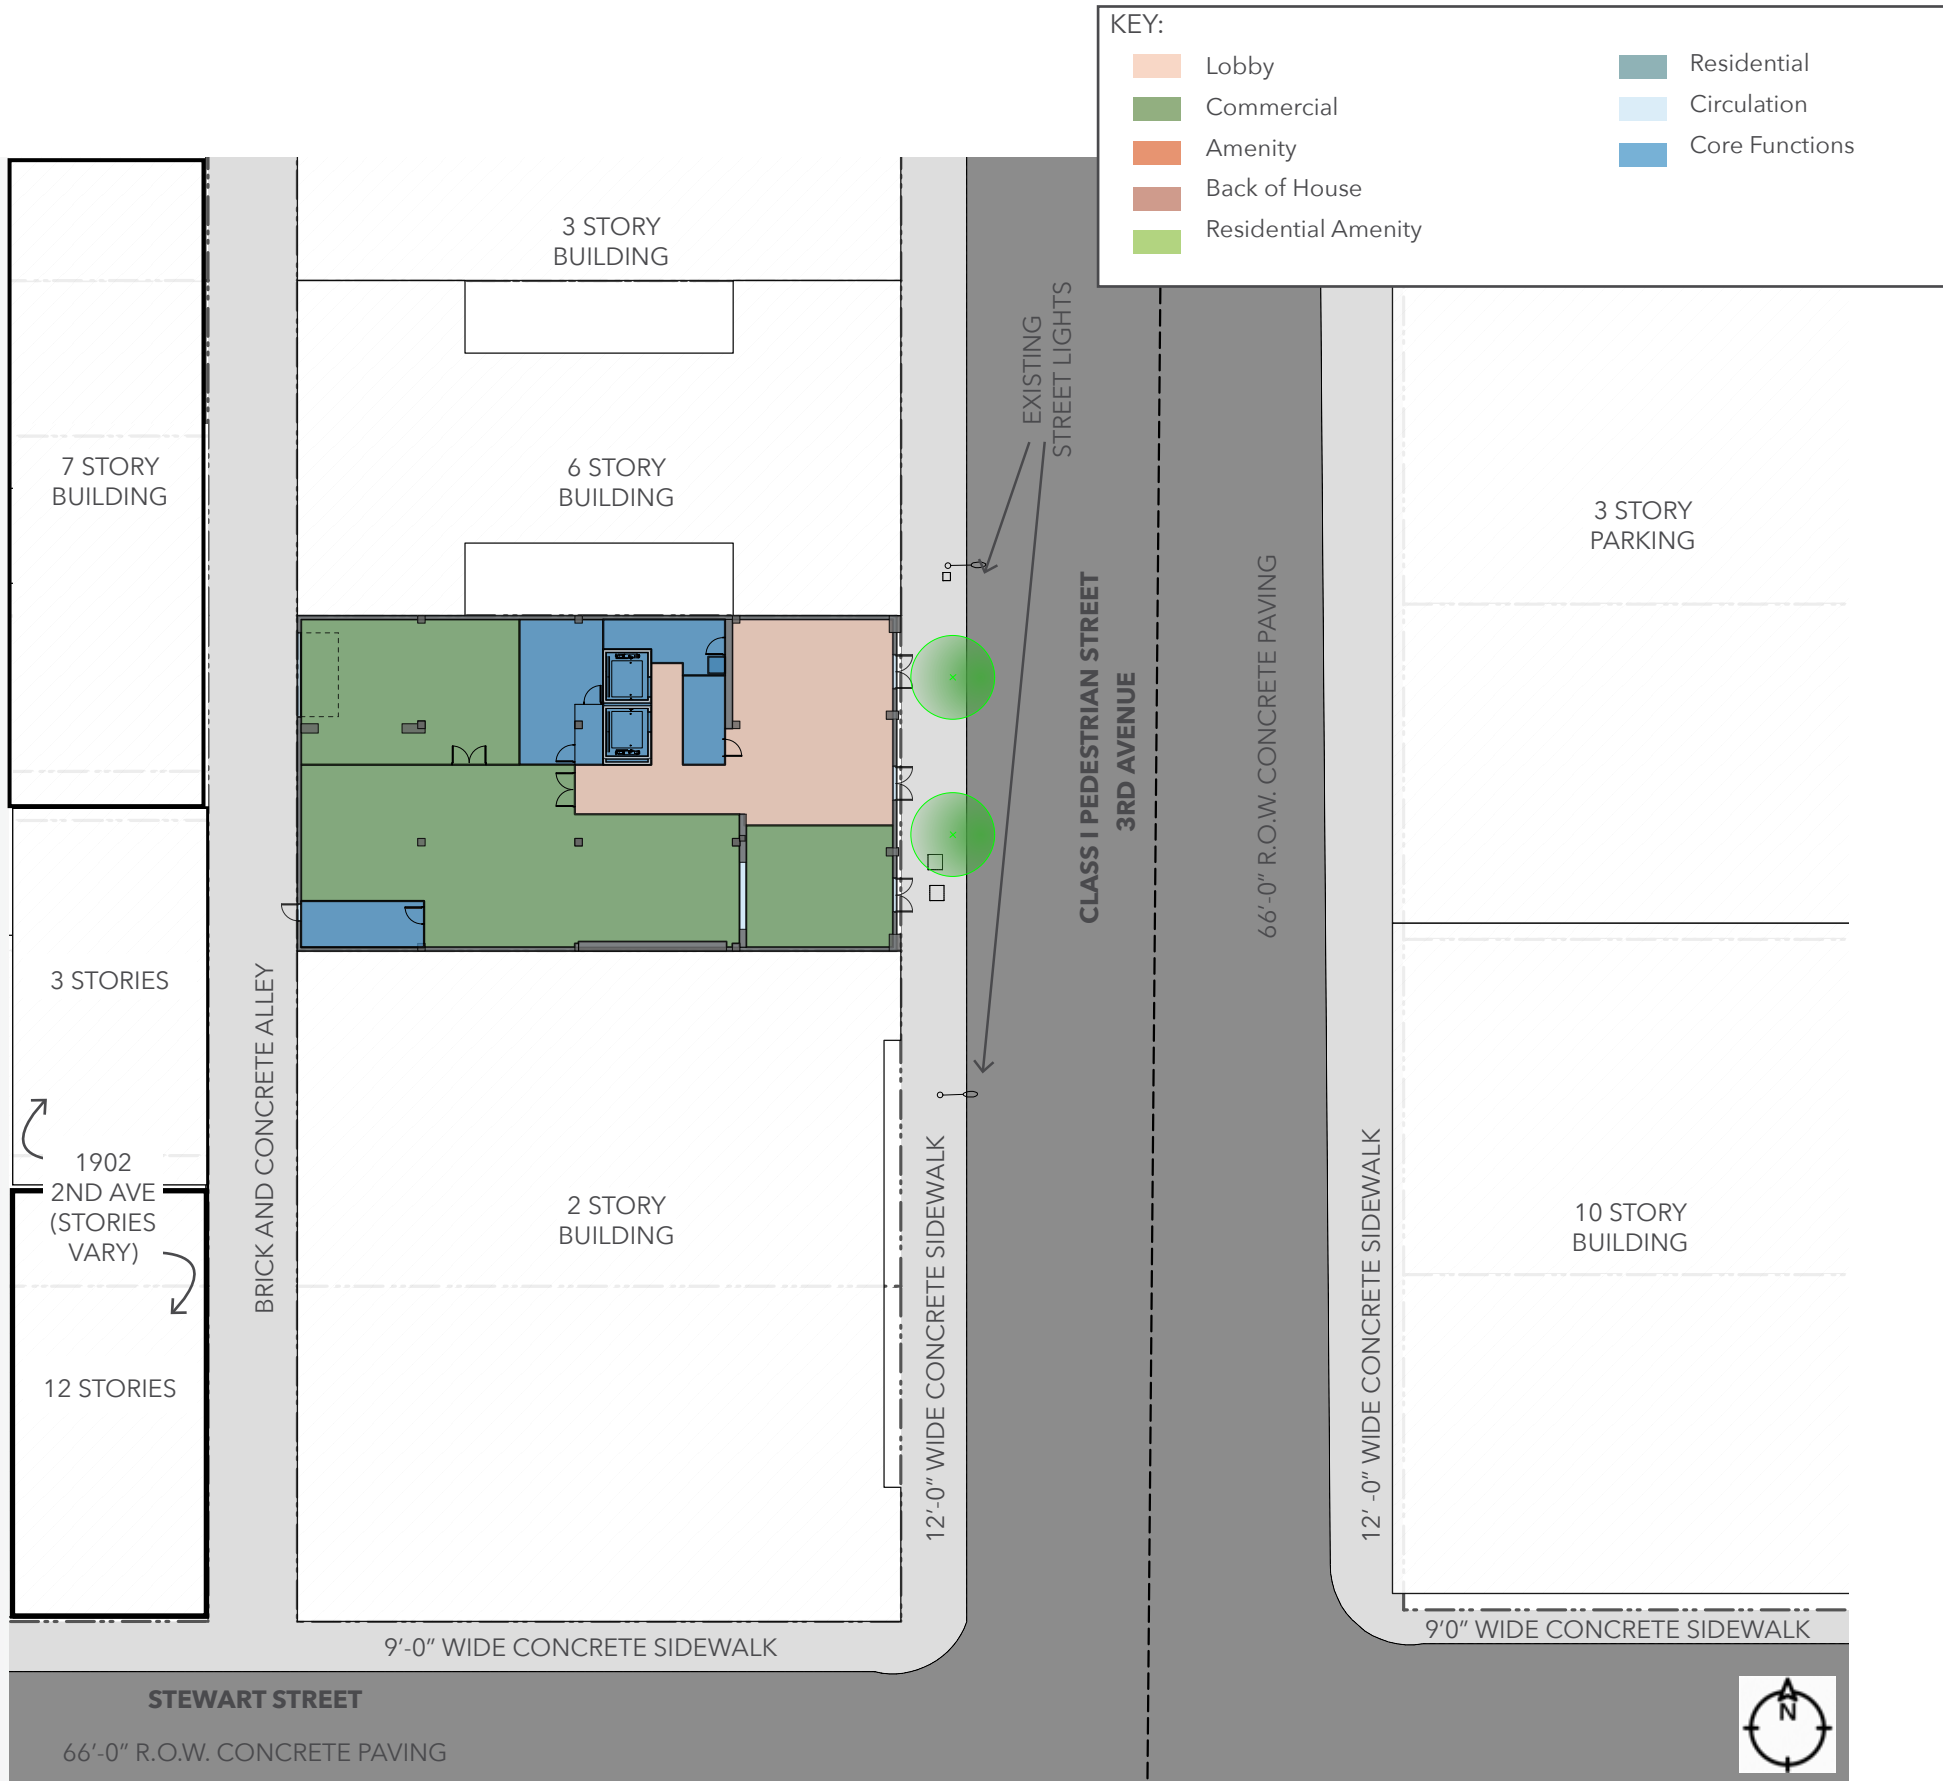 KEY:
Lobby
Commercial
Amenity
Back of House
Residential Amenity
Residential
Circulation
Core Functions
3 STORY
BUILDING
EXISTING
STREET LIGHTS
7 STORY
BUILDING
6 STORY
BUILDING
3 STORY
PARKING
CLASS I PEDESTRIAN STREET
3RD AVENUE
66'-0" R.O.W. CONCRETE PAVING
3 STORIES
BRICK AND CONCRETE ALLEY
1902
2ND AVE
(STORIES
VARY)
2 STORY
BUILDING
12'-0" WIDE CONCRETE SIDEWALK
12' -0" WIDE CONCRETE SIDEWALK
10 STORY
BUILDING
12 STORIES
9'-0" WIDE CONCRETE SIDEWALK
9'0" WIDE CONCRETE SIDEWALK
STEWART STREET
66'-0" R.O.W. CONCRETE PAVING
N